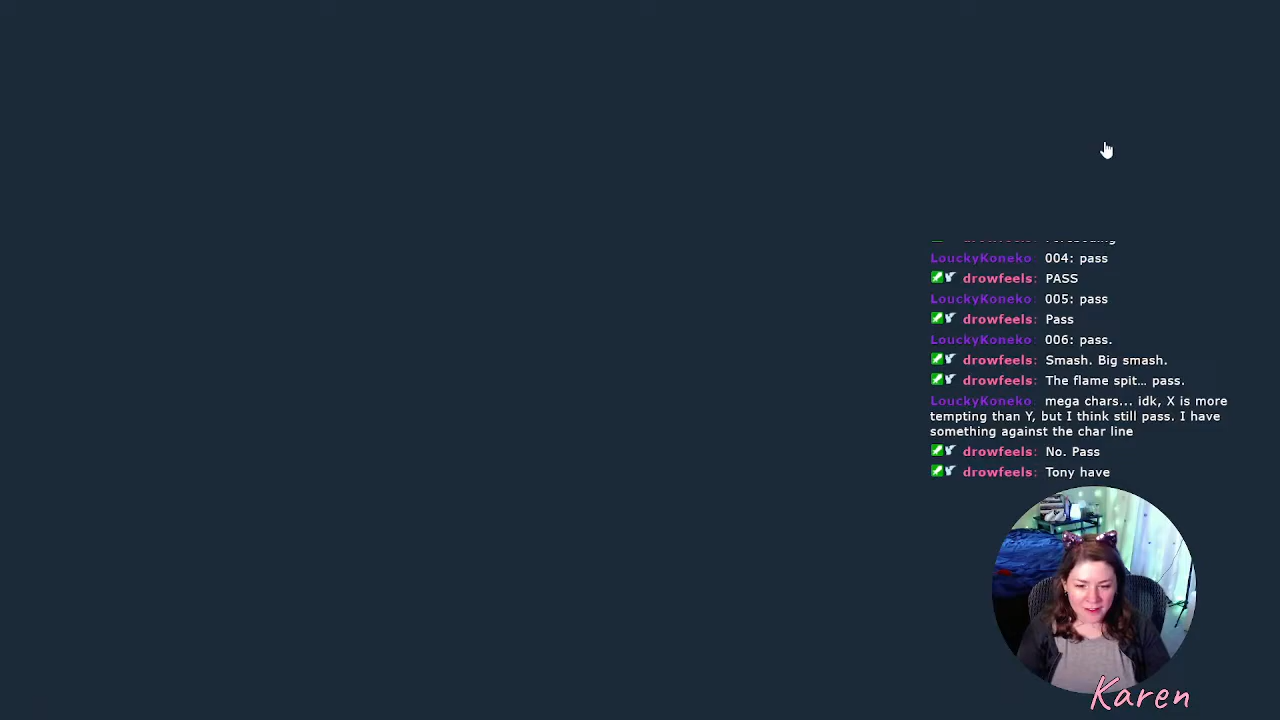 LouckyKoneko: 004: pass
drowfeels: PASS
LouckyKoneko: 005: pass
drowfeels: Pass
LouckyKoneko: 006: pass.
drowfeels: Smash. Big smash.
drowfeels: The flame spit… pass.
LouckyKoneko: mega chars... idk, X is more
tempting than Y, but I think still pass. I have
something against the char line
drowfeels: No. Pass
drowfeels: Tony have
Karen